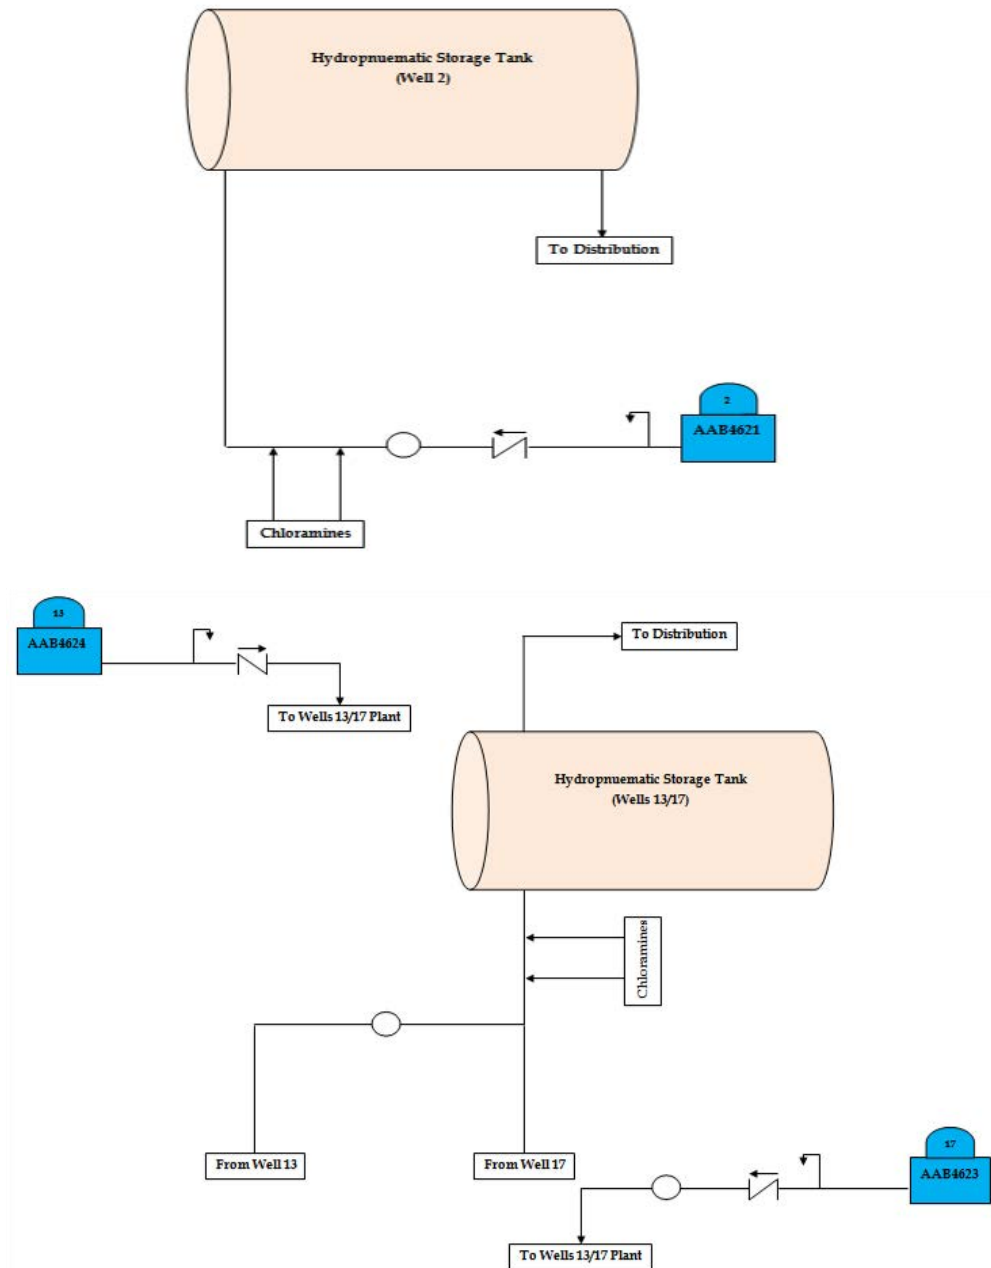 Hydropnuematic Storage Tank
(Well 2)
To Distribution
2
AAB4621
Chloramines
13
AAB4624
To Wells 13/17 Plant
To Distribution
Hydropnuematic Storage Tank
(Wells 13/17)
Chloramines
From Well 13
From Well 17
17
AAB4623
To Wells 13/17 Plant